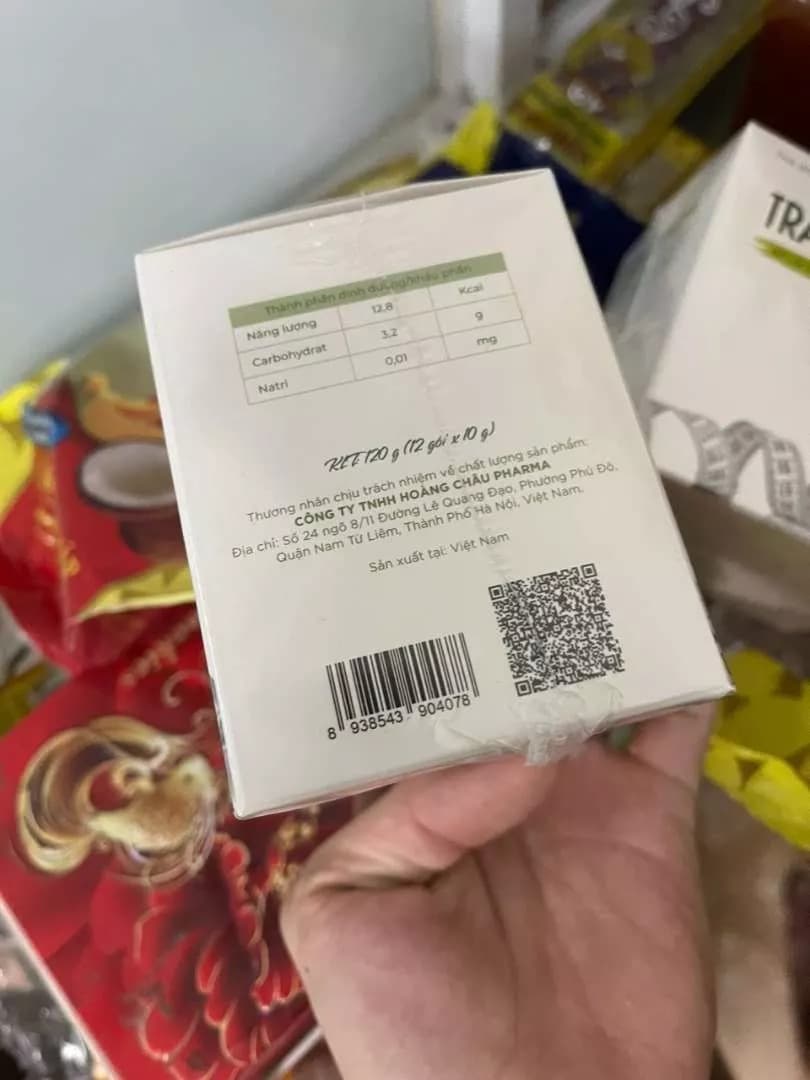 Thành phần dinh dưỡng/khẩu phần
Năng lượng 12,8 Kcal
Carbohydrat 3,2 g
Natri 0,01 mg
KLT 120 g (12 gói x 10 g)
Thương nhân chịu trách nhiệm về chất lượng sản phẩm:
CÔNG TY TNHH HOÀNG CHÂU PHARMA
Địa chỉ: Số 24 ngõ 8/11 Đường Lê Quang Đạo, Phường Phú Đô,
Quận Nam Từ Liêm, Thành Phố Hà Nội, Việt Nam.
Sản xuất tại: Việt Nam
8 938543 904078
TRA